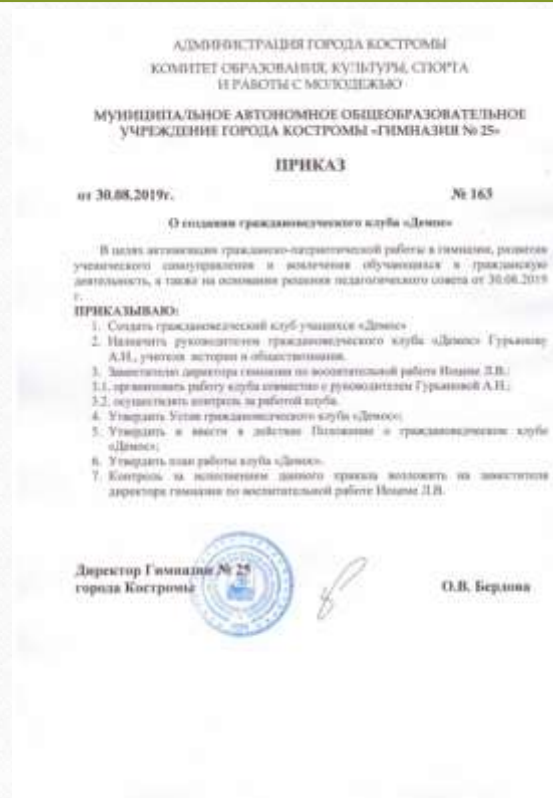 АДМИНИСТРАЦИЯ ГОРОДА КОСТРОМЫ
КОМИТЕТ ОБРАЗОВАНИЯ, КУЛЬТУРЫ, СПОРТА
И РАБОТЫ С МОЛОДЕЖЬЮ
МУНИЦИПАЛЬНОЕ АВТОНОМНОЕ ОБЩЕОБРАЗОВАТЕЛЬНОЕ
УЧРЕЖДЕНИЕ ГОРОДА КОСТРОМЫ «ГИМНАЗИЯ № 25»
ПРИКАЗ
от 30.08.2019г. № 163
О создании граждановедческого клуба «Демос»
В целях активизации гражданско-патриотической работы в гимназии, развития
ученического самоуправления и вовлечения обучающихся в гражданскую
деятельность, а также на основании решения педагогического совета от 30.08.2019
г.
ПРИКАЗЫВАЮ:
1. Создать граждановедческий клуб учащихся «Демос»
2. Назначить руководителем граждановедческого клуба «Демос» Гурьянову
А.Н., учителя истории и обществознания.
3. Заместителю директора гимназии по воспитательной работе Л.В.:
3.1. организовать работу клуба совместно с руководителем Гурьяновой А.Н.;
3.2. осуществлять контроль за работой клуба.
4. Утвердить Устав граждановедческого клуба «Демос»;
5. Утвердить и ввести в действие Положение о граждановедческом клубе
«Демос»;
6. Утвердить план работы клуба «Демос».
7. Контроль за исполнением данного приказа возложить на заместителя
директора гимназии по воспитательной работе Л.В.
Директор Гимназии № 25
города Костромы О.В. Бердова